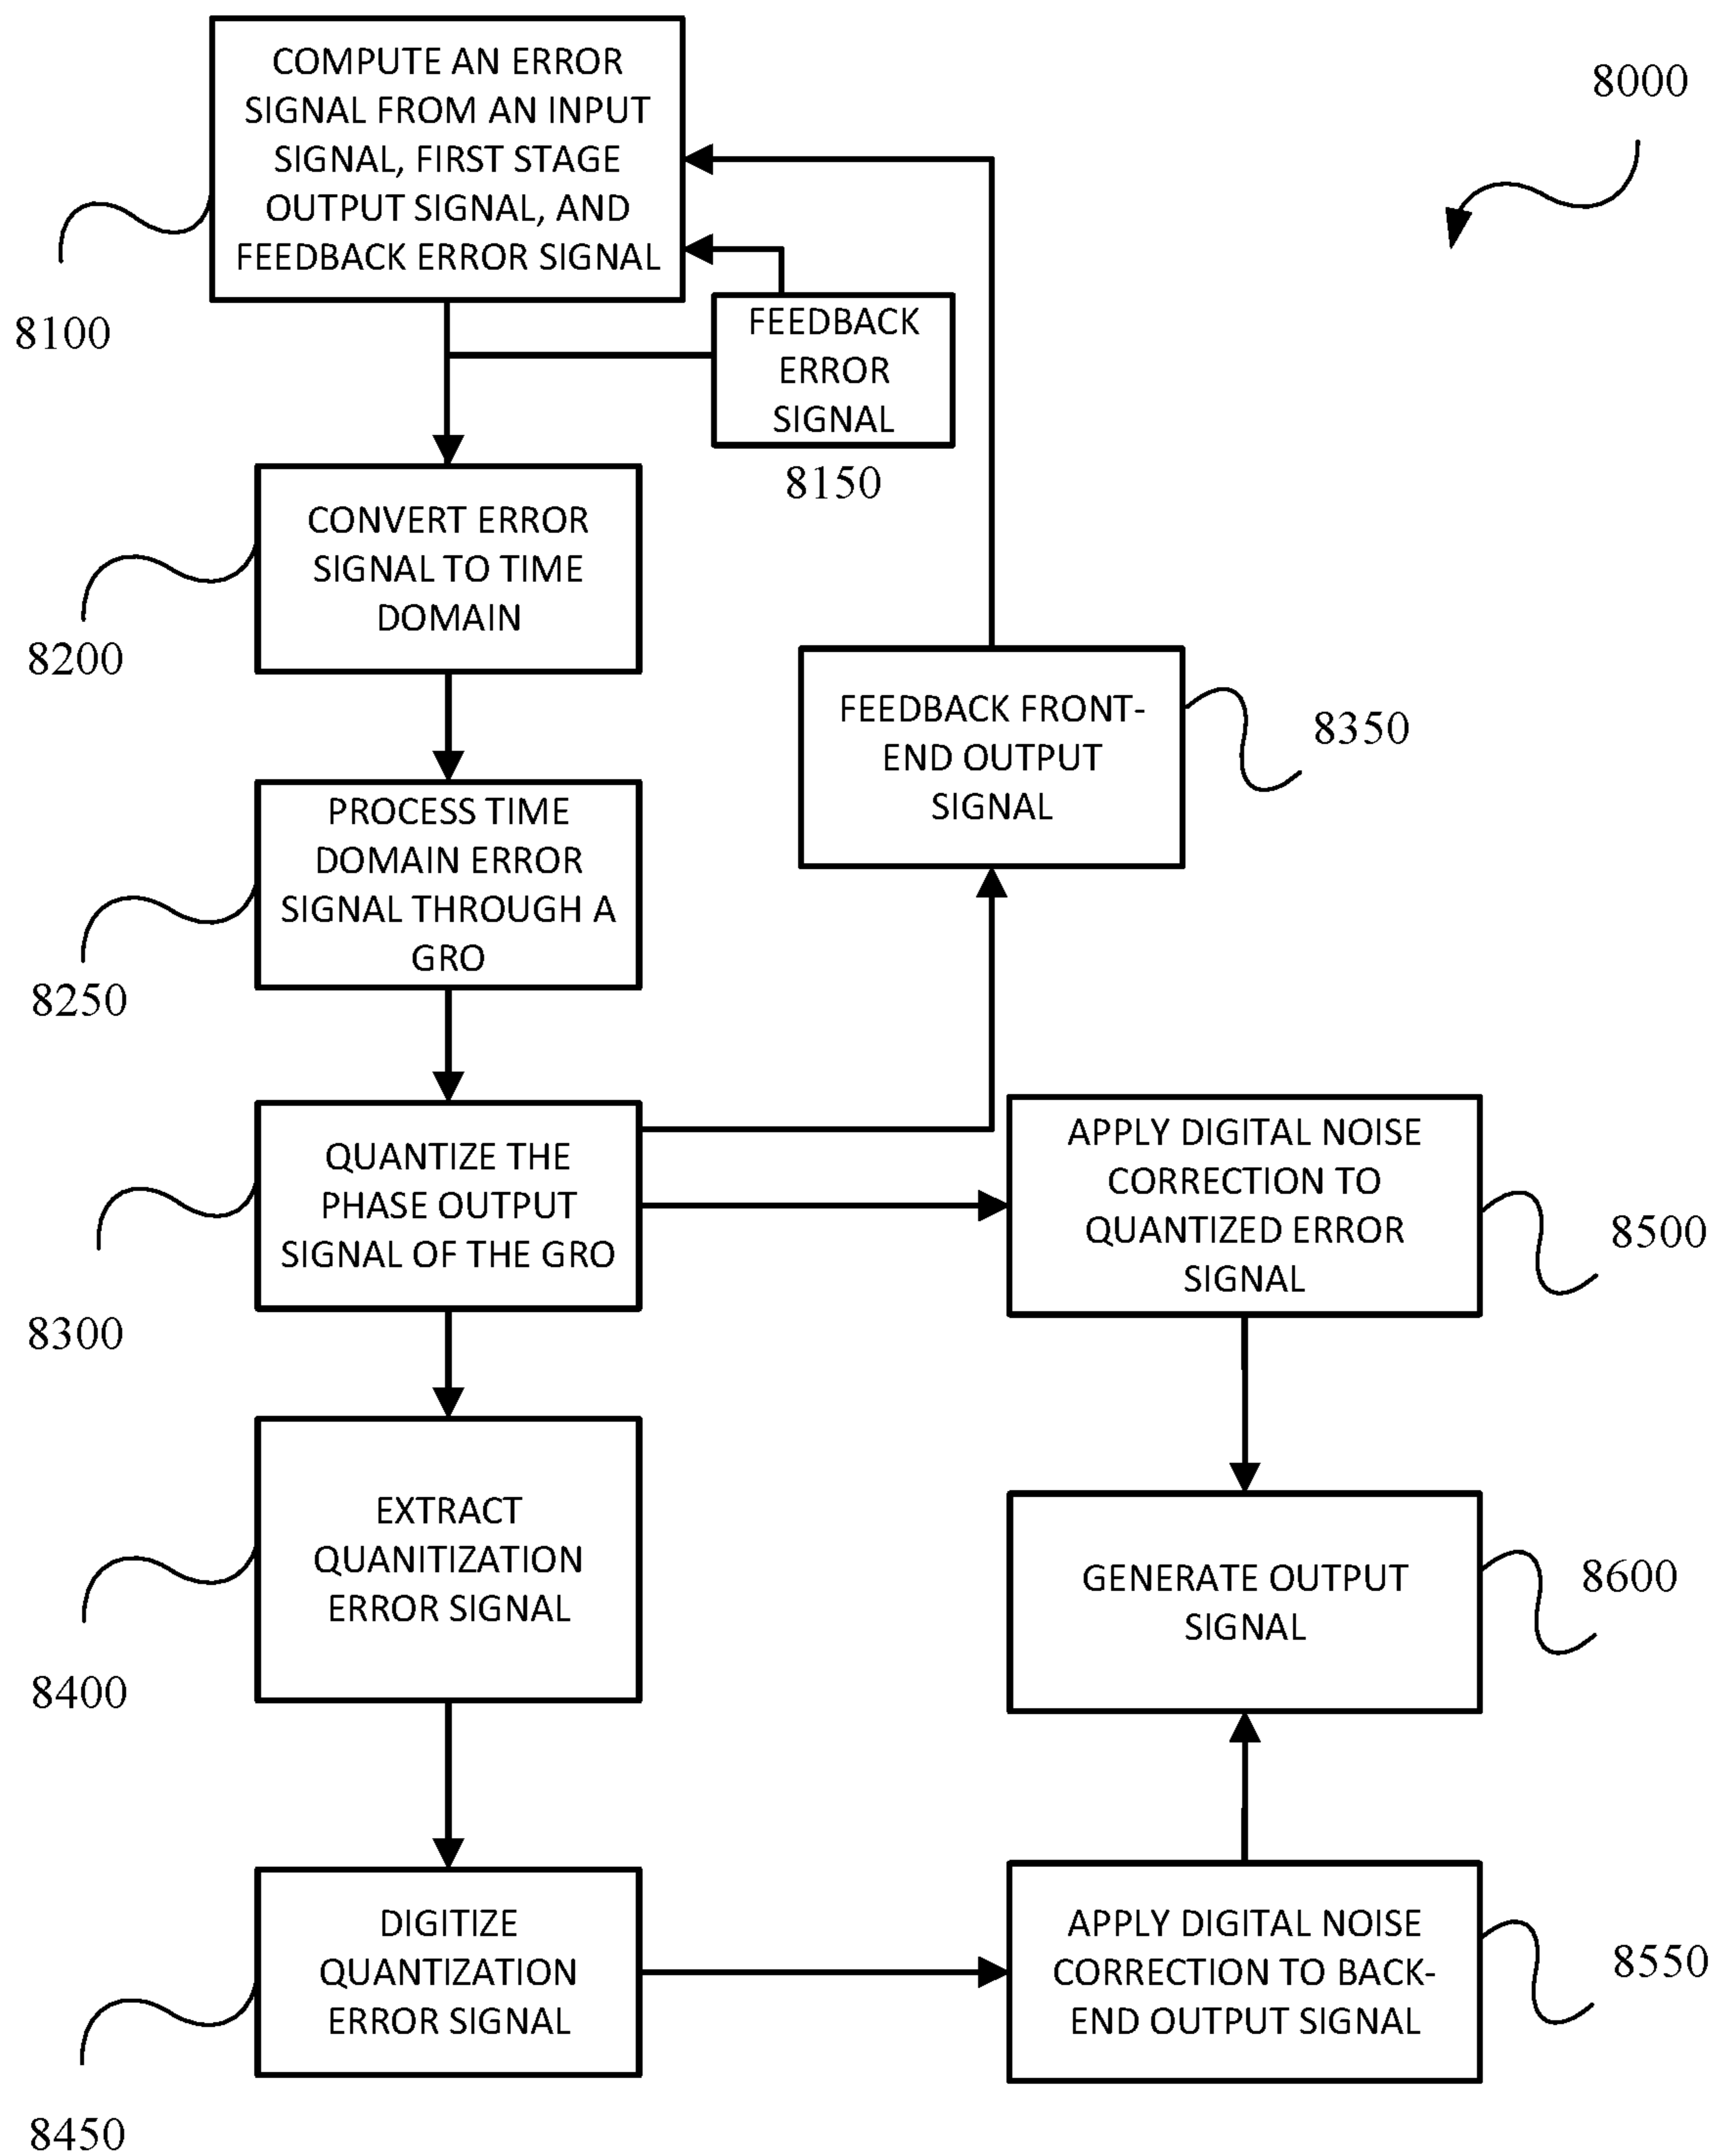 COMPUTE AN ERROR
SIGNAL FROM AN INPUT
SIGNAL, FIRST STAGE
OUTPUT SIGNAL, AND
FEEDBACK ERROR SIGNAL
8100
8000
FEEDBACK
ERROR
SIGNAL
8150
CONVERT ERROR
SIGNAL TO TIME
DOMAIN
8200
PROCESS TIME
DOMAIN ERROR
SIGNAL THROUGH A
GRO
8250
FEEDBACK FRONT-
END OUTPUT
SIGNAL
8350
QUANTIZE THE
PHASE OUTPUT
SIGNAL OF THE GRO
8300
APPLY DIGITAL NOISE
CORRECTION TO
QUANTIZED ERROR
SIGNAL
8500
EXTRACT
QUANITIZATION
ERROR SIGNAL
8400
GENERATE OUTPUT
SIGNAL
8600
DIGITIZE
QUANTIZATION
ERROR SIGNAL
8450
APPLY DIGITAL NOISE
CORRECTION TO BACK-
END OUTPUT SIGNAL
8550